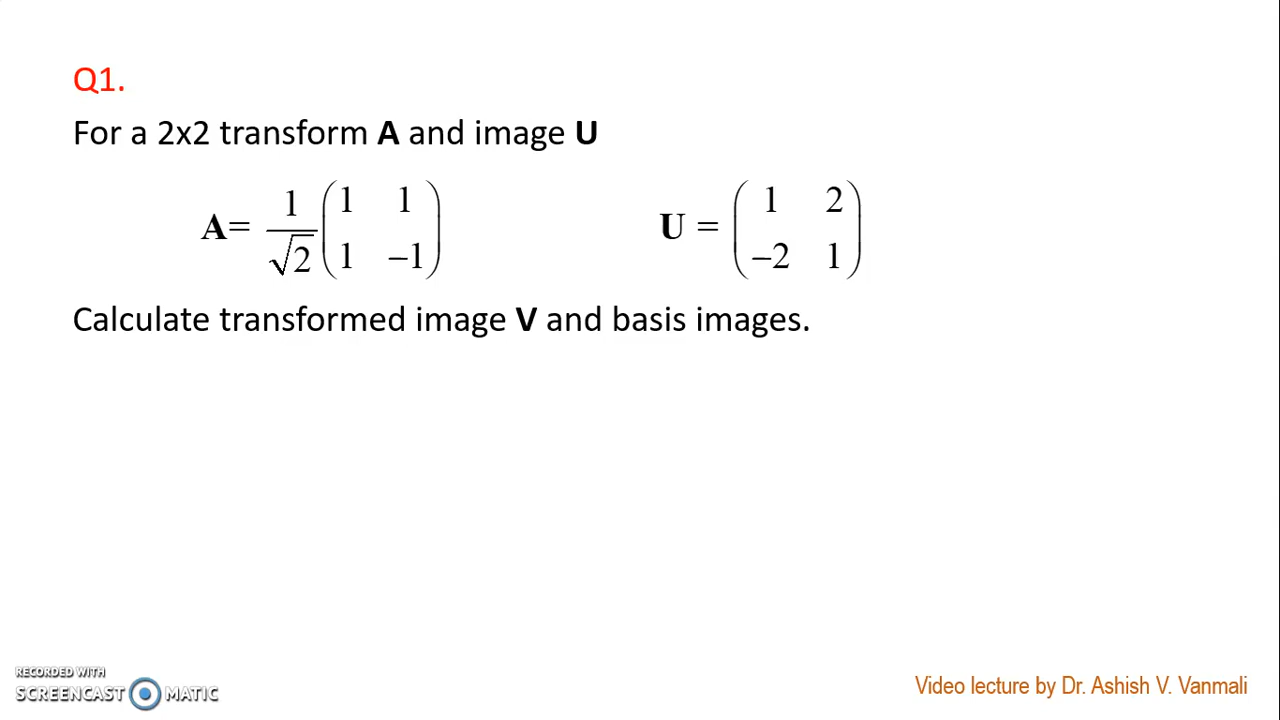 Q1.
For a 2x2 transform A and image U
A= 1/√2 (1 1; 1 −1) U = (1 2; −2 1)
Calculate transformed image V and basis images.
RECORDED WITH
SCREENCAST MATIC
Video lecture by Dr. Ashish V. Vanmali